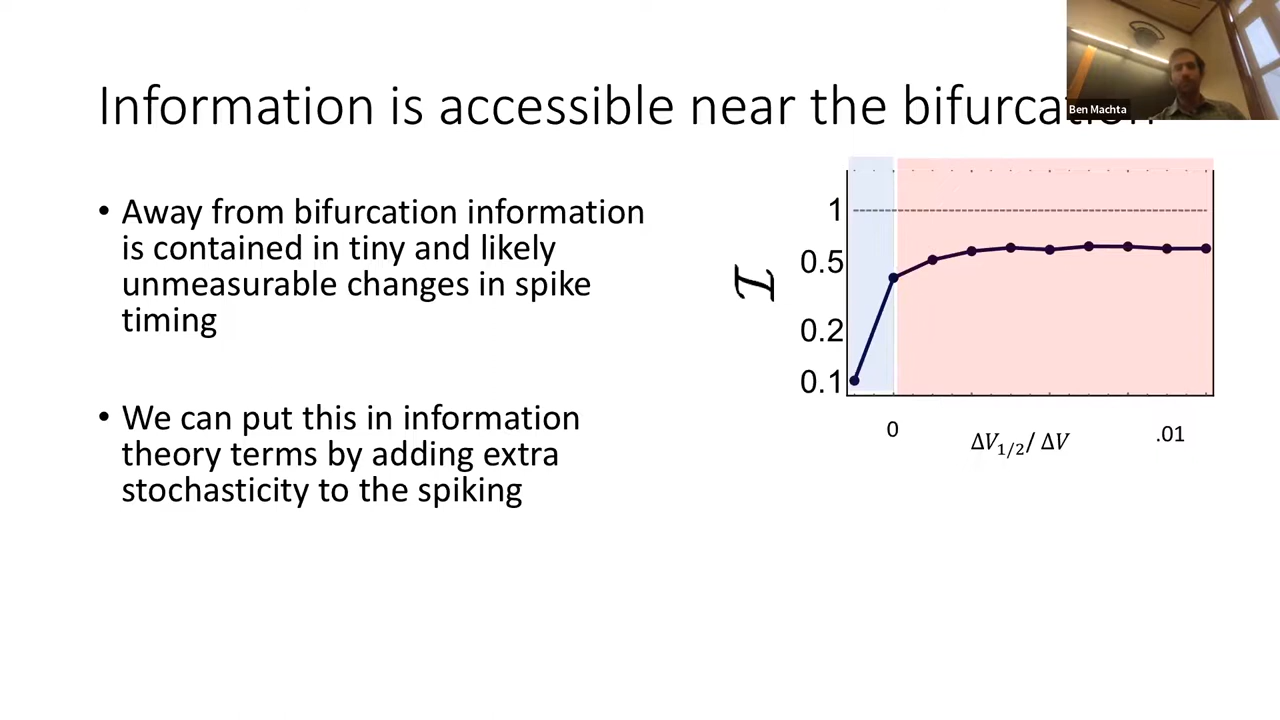 Information is accessible near the bifurcation
Ben Machta
• Away from bifurcation information
is contained in tiny and likely
unmeasurable changes in spike
timing
• We can put this in information
theory terms by adding extra
stochasticity to the spiking
1
0.5
0.2
0.1
I
0
.01
ΔV1/2/ ΔV